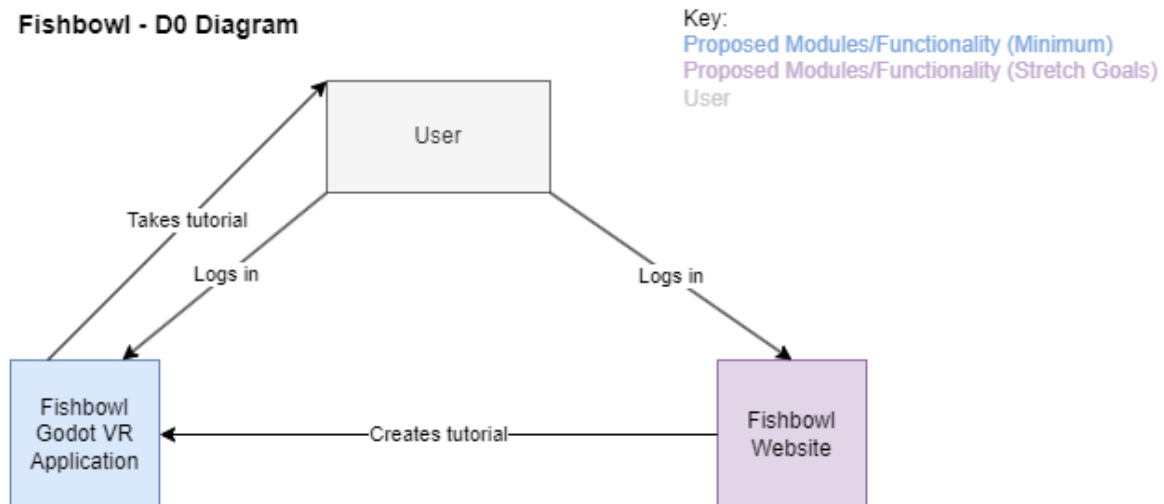 Fishbowl - D0 Diagram
Key:
Proposed Modules/Functionality (Minimum)
Proposed Modules/Functionality (Stretch Goals)
User
User
Takes tutorial
Logs in
Logs in
Fishbowl
Godot VR
Application
Creates tutorial
Fishbowl
Website